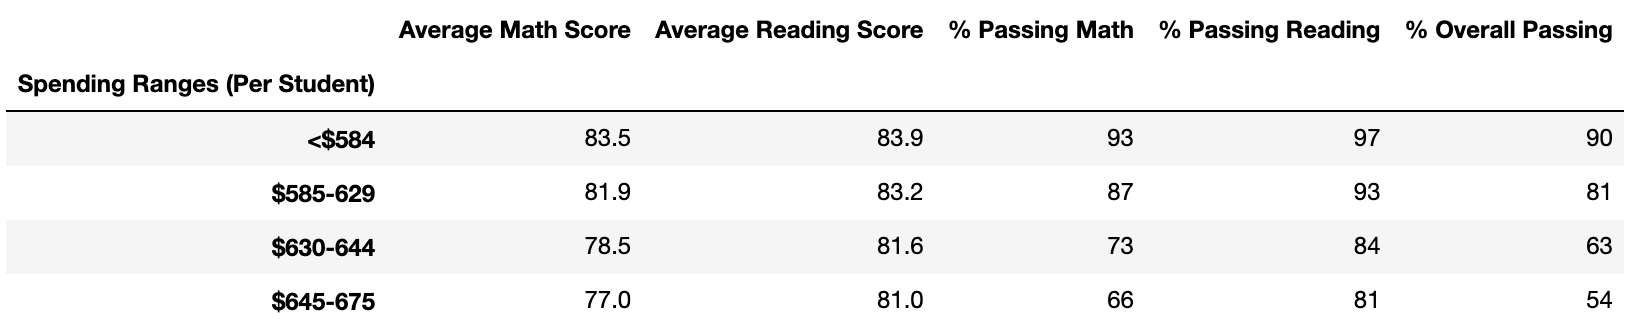 Average Math Score Average Reading Score % Passing Math % Passing Reading % Overall Passing
Spending Ranges (Per Student)
<$584 83.5 83.9 93 97 90
$585-629 81.9 83.2 87 93 81
$630-644 78.5 81.6 73 84 63
$645-675 77.0 81.0 66 81 54